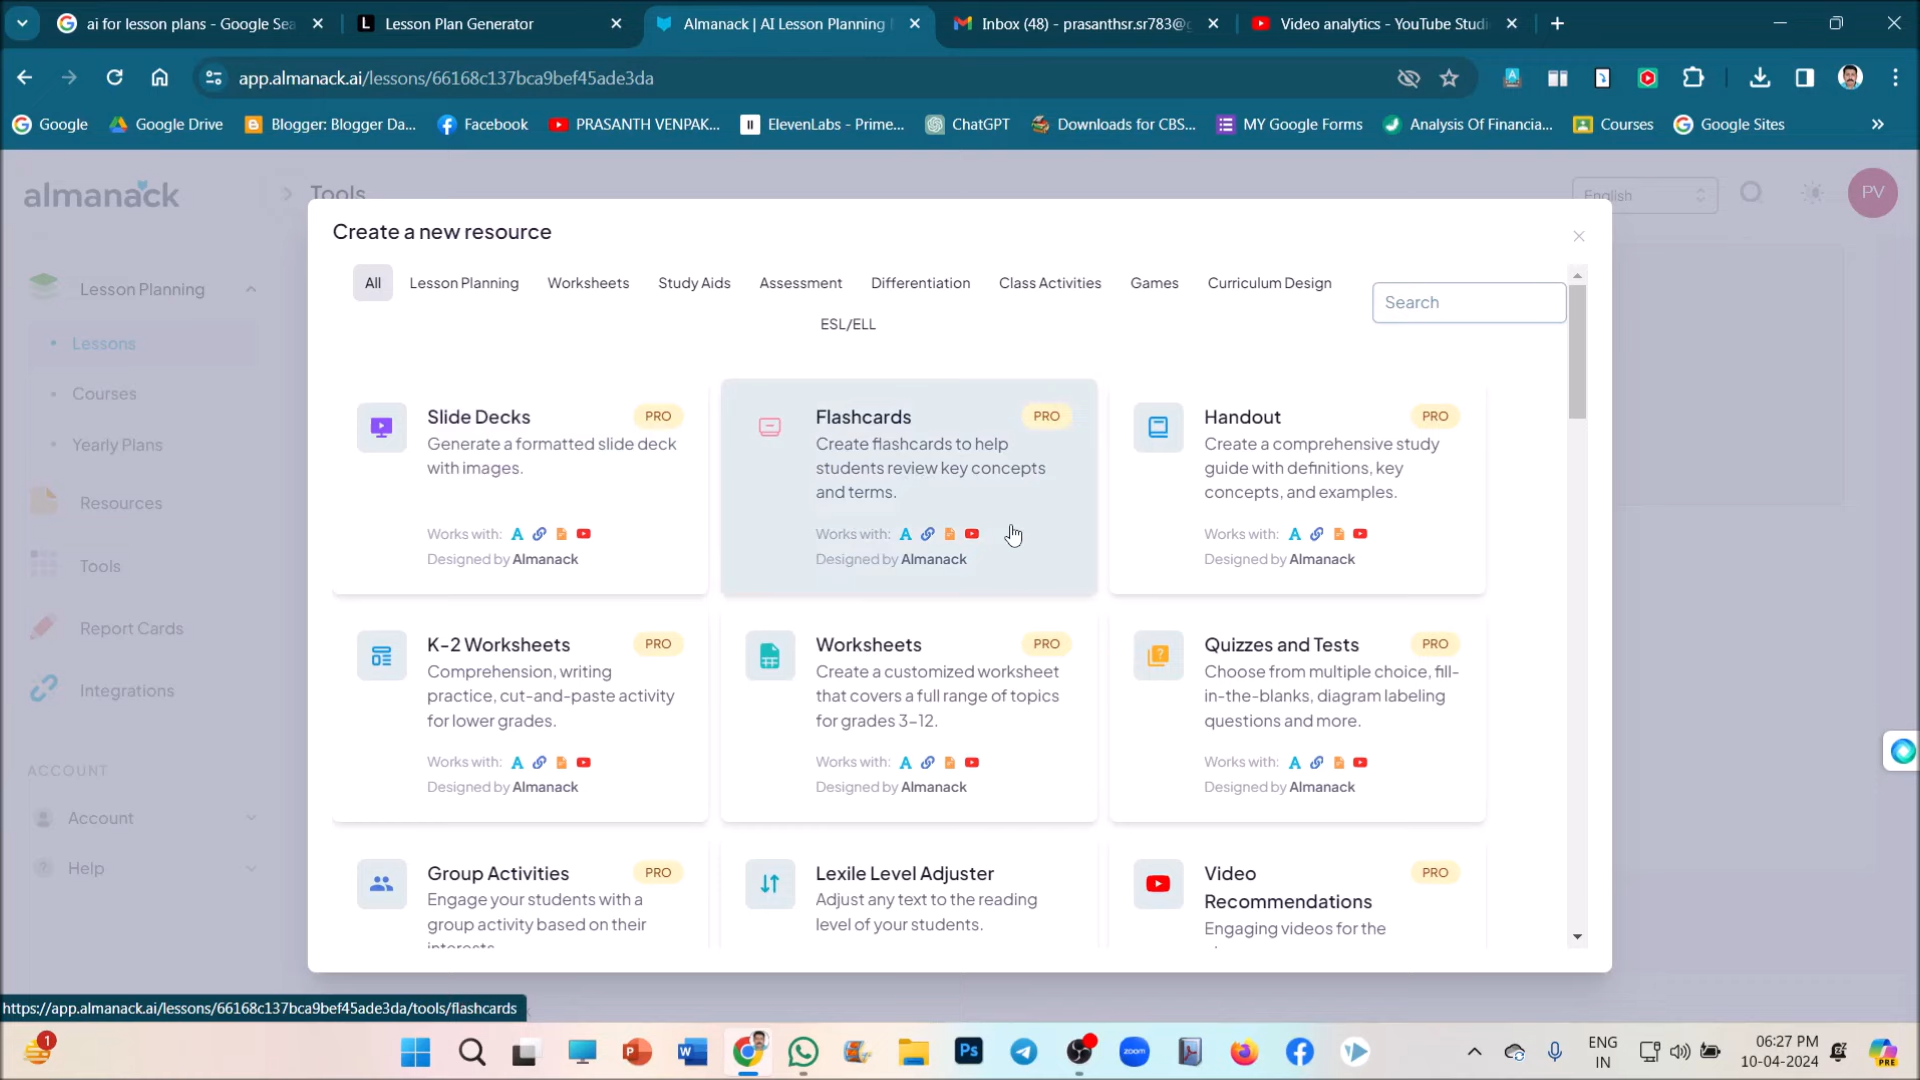 ai for lesson plans - Google Sea
Lesson Plan Generator
Almanack | AI Lesson Planning
Inbox (48) - prasanthsr.sr783@g
Video analytics - YouTube Studi
app.almanack.ai/lessons/66168c137bca9bef45ade3da
Google
Google Drive
Blogger: Blogger Da...
Facebook
PRASANTH VENPAK...
ElevenLabs - Prime...
ChatGPT
Downloads for CBS...
MY Google Forms
Analysis Of Financia...
Courses
Google Sites
almanack
Tools
English
PV
Lesson Planning
Lessons
Courses
Yearly Plans
Resources
Tools
Report Cards
Integrations
ACCOUNT
Account
Help
Create a new resource
All
Lesson Planning
Worksheets
Study Aids
Assessment
Differentiation
Class Activities
Games
Curriculum Design
ESL/ELL
Search
Slide Decks
PRO
Generate a formatted slide deck
with images.
Works with:
Designed by Almanack
Flashcards
PRO
Create flashcards to help
students review key concepts
and terms.
Works with:
Designed by Almanack
Handout
PRO
Create a comprehensive study
guide with definitions, key
concepts, and examples.
Works with:
Designed by Almanack
K-2 Worksheets
PRO
Comprehension, writing
practice, cut-and-paste activity
for lower grades.
Works with:
Designed by Almanack
Worksheets
PRO
Create a customized worksheet
that covers a full range of topics
for grades 3-12.
Works with:
Designed by Almanack
Quizzes and Tests
PRO
Choose from multiple choice, fill-
in-the-blanks, diagram labeling
questions and more.
Works with:
Designed by Almanack
Group Activities
PRO
Engage your students with a
group activity based on their
interests.
Lexile Level Adjuster
Adjust any text to the reading
level of your students.
Video
Recommendations
PRO
Engaging videos for the
https://app.almanack.ai/lessons/66168c137bca9bef45ade3da/tools/flashcards
1
Ps
zoom
ENG
IN
06:27 PM
10-04-2024
PRE